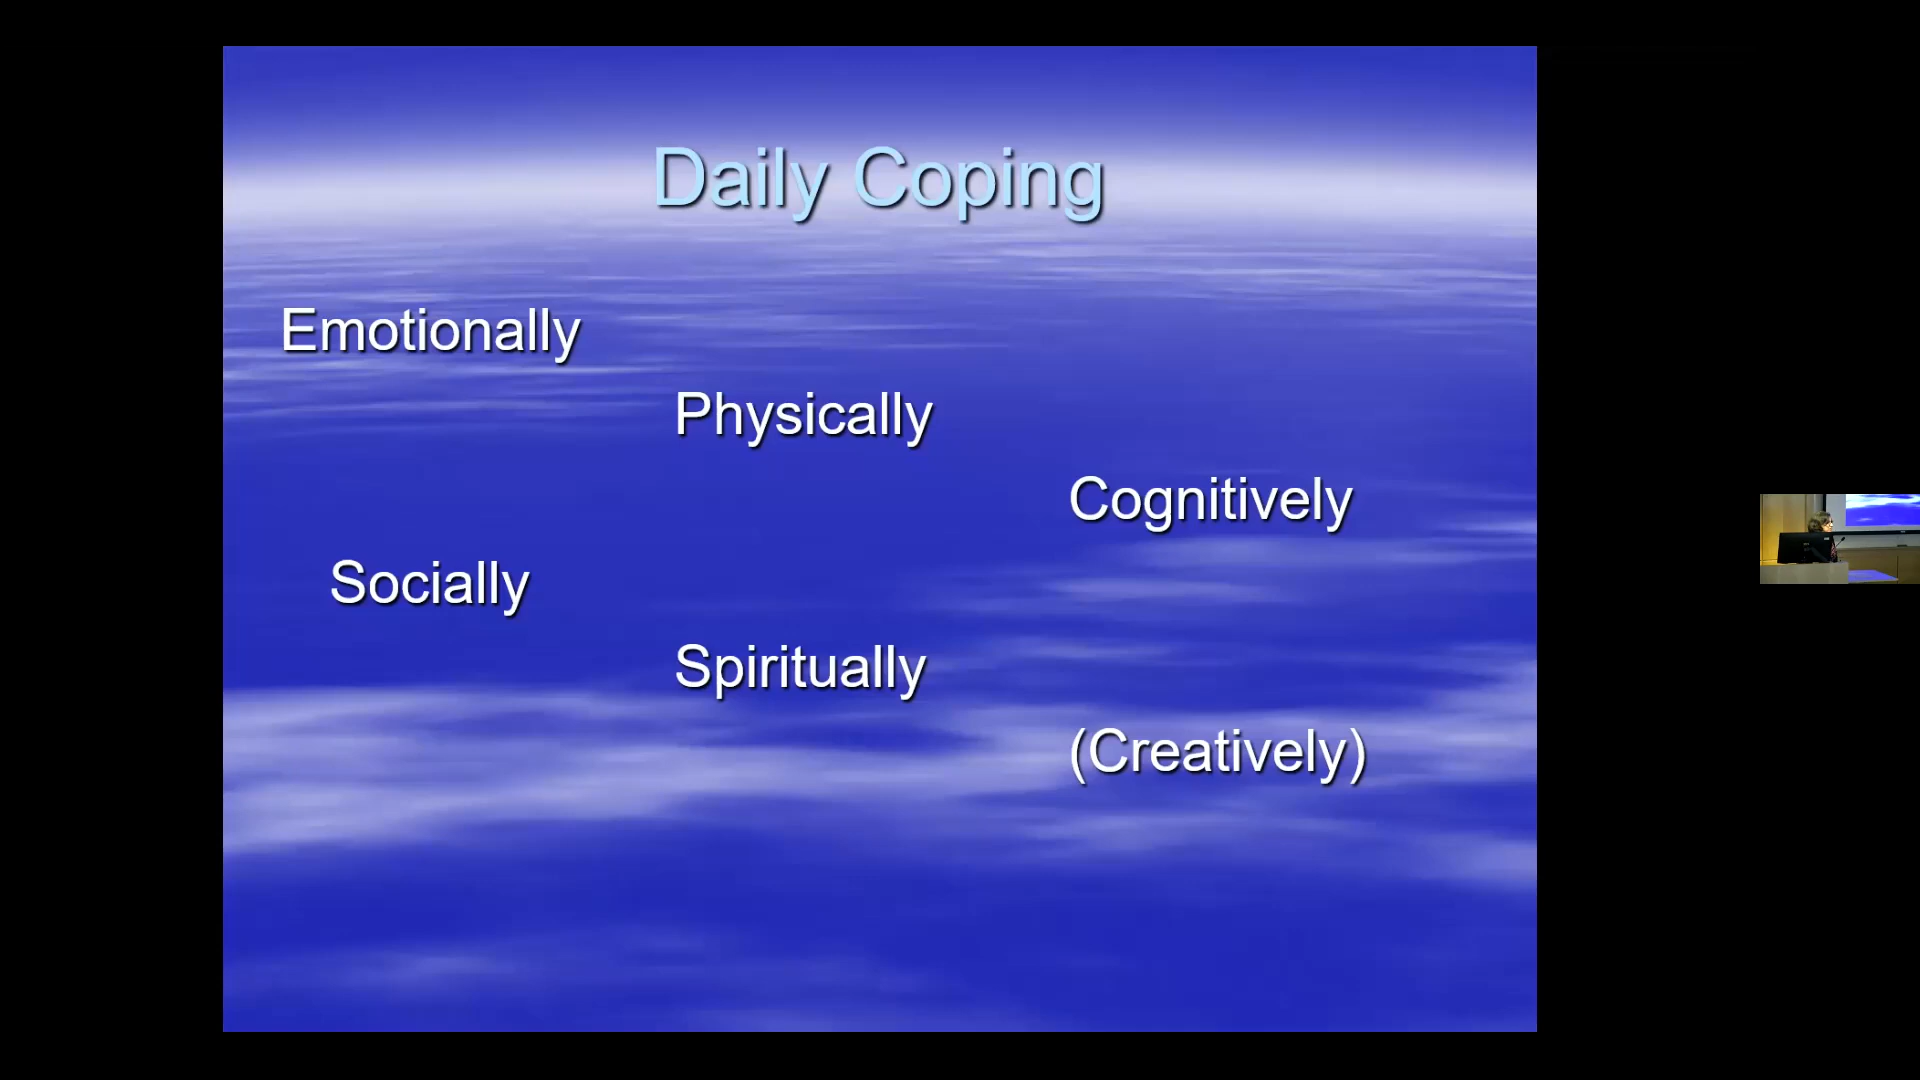 Daily Coping
Emotionally
Physically
Cognitively
Socially
Spiritually
(Creatively)